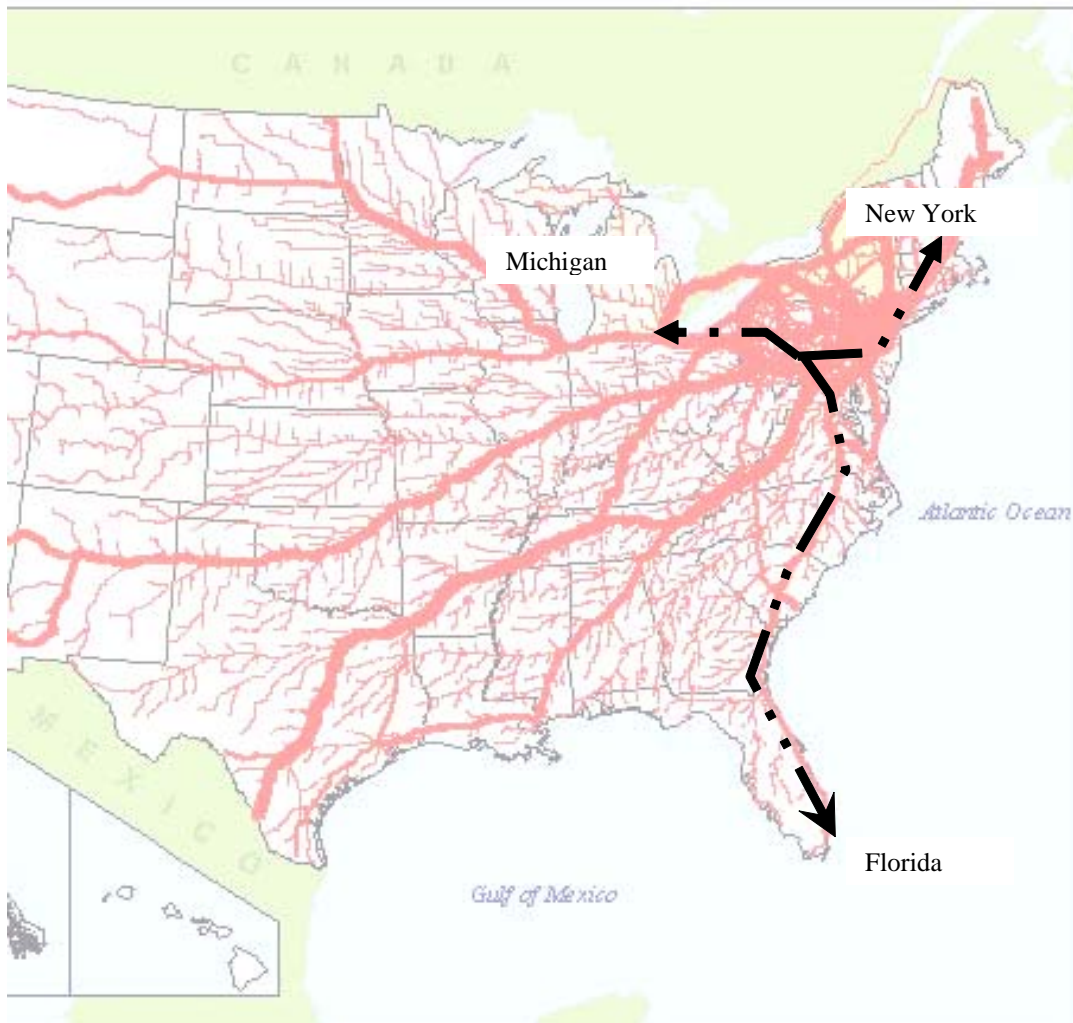 CANADA
New York
Michigan
Atlantic Ocean
MEXICO
Florida
Gulf of Mexico